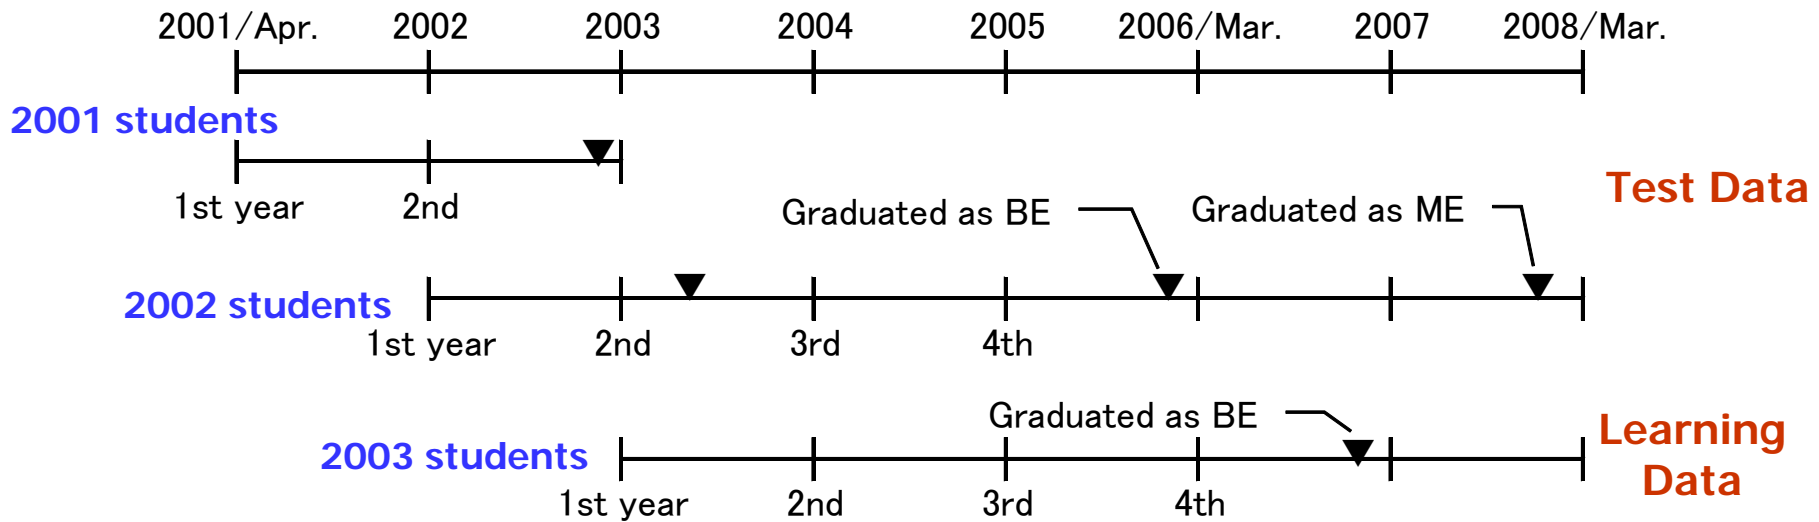 2001/Apr. 2002 2003 2004 2005 2006/Mar. 2007 2008/Mar.
2001 students
1st year 2nd
Test Data
Graduated as BE Graduated as ME
2002 students
1st year 2nd 3rd 4th
Graduated as BE
2003 students
Learning
Data
1st year 2nd 3rd 4th